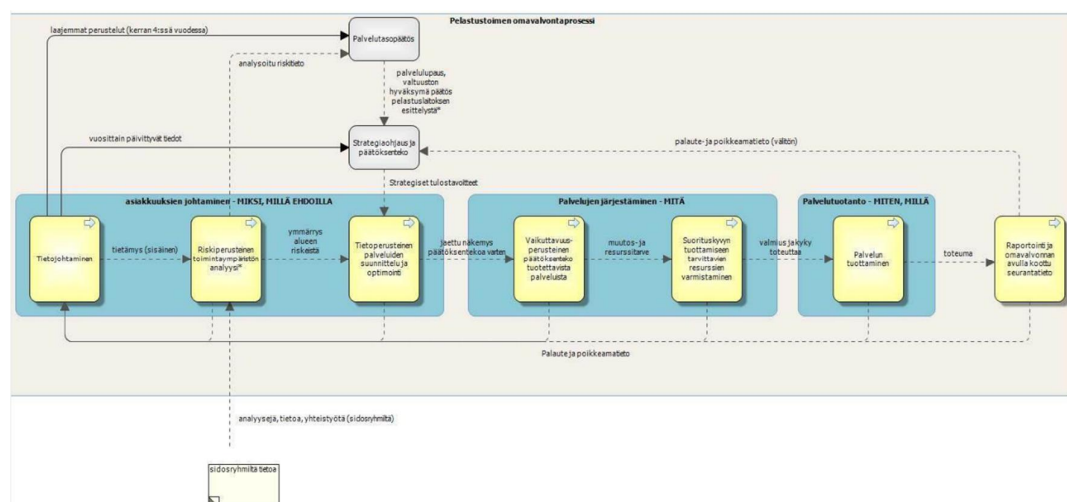 Pelastustoimen omavalvontaprosessi
laajemmat perustelut (kerran 4:ssä vuodessa)
Palvelutasopäätös
analysoitu riskitieto
palvelulupaus,
valtuuston
hyväksymä päätös
pelastuslaitoksen
esittelystä*
vuosittain päivittyvät tiedot
Strategiaohjaus ja
päätöksenteko
palaute- ja poikkeamatieto (välitön)
Strategiset tulostavoitteet
asiakkuuksien johtaminen - MIKSI, MILLÄ EHDOILLA
Palvelujen järjestäminen - MITÄ
Palvelutuotanto - MITEN, MILLÄ
Tietojohtaminen
tietämys (sisäinen)
Riskiperusteinen
toimintaympäristön
analyysi*
ymmärrys
alueen
riskeistä
Tietoperusteinen
palveluiden
suunnittelu ja
optimointi
jaettu näkemys
päätöksentekoa varten
Vaikuttavuus-
perusteinen
päätöksenteko
tuotettavista
palveluista
muutos- ja
resurssitarve
Suorituskyvyn
tuottamiseen
tarvittavien
resurssien
varmistaminen
valmius ja kyky
toteuttaa
Palvelun
tuottaminen
toteuma
Raportointi ja
omavalvonnan
avulla koottu
seurantatieto
Palaute ja poikkeamatieto
analyysejä, tietoa, yhteistyötä (sidosryhmiltä)
sidosryhmiltä tietoa